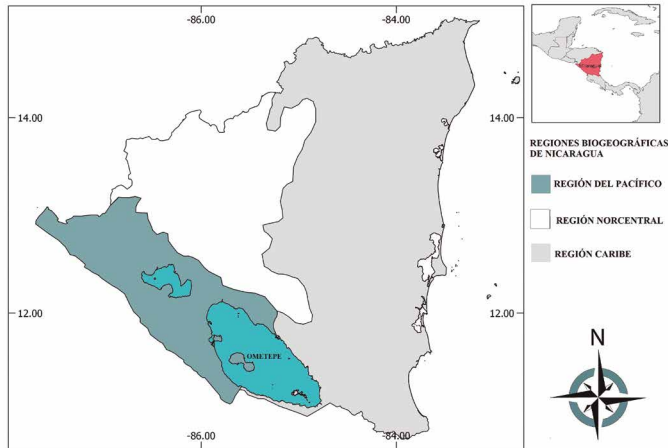 -86.00
-84.00
14.00
14.00
12.00
12.00
OMETEPE
-86.00
-84.00
REGIONES BIOGEOGRÁFICAS
DE NICARAGUA
REGIÓN DEL PACÍFICO
REGIÓN NORCENTRAL
REGIÓN CARIBE
N